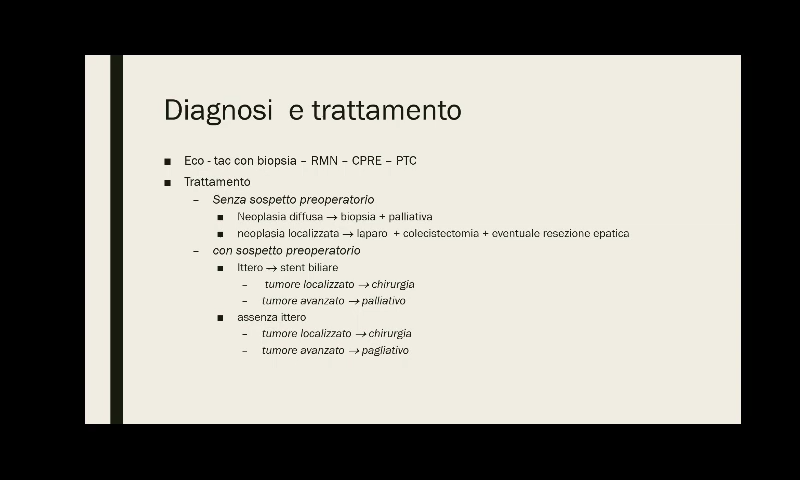 Diagnosi  e trattamento
■ Eco - tac con biopsia – RMN – CPRE – PTC
■ Trattamento
– Senza sospetto preoperatorio
■ Neoplasia diffusa → biopsia + palliativa
■ neoplasia localizzata → laparo  + colecistectomia + eventuale resezione epatica
– con sospetto preoperatorio
■ Ittero → stent biliare
– tumore localizzato → chirurgia
– tumore avanzato → palliativo
■ assenza ittero
– tumore localizzato → chirurgia
– tumore avanzato → pagliativo